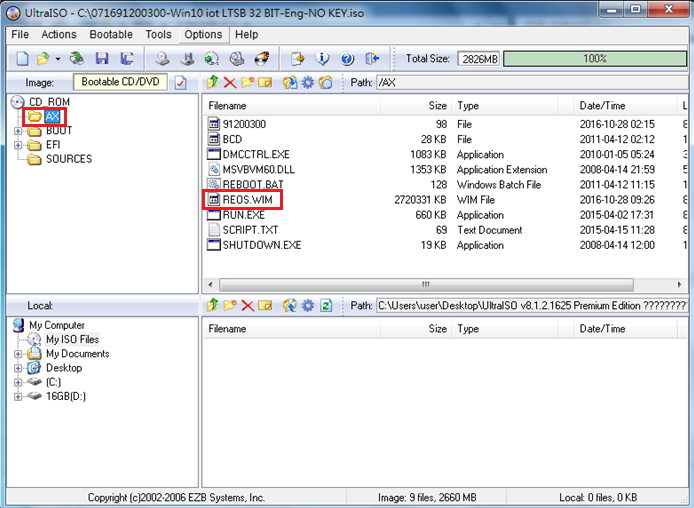 UltraISO - C:\071691200300-Win10 iot LTSB 32 BIT-Eng-NO KEY.iso
File Actions Bootable Tools Options Help
Total Size: 2826MB 100%
Image: Bootable CD/DVD Path: /AX
CD_ROM
AX
BOOT
EFI
SOURCES
Filename Size Type Date/Time L
91200300 98 File 2016-10-28 02:15 8
BCD 28 KB File 2011-04-12 02:11 8
DMCCTRL.EXE 1083 KB Application 2010-01-05 05:24 3
MSVBVM60.DLL 1353 KB Application Extension 2008-04-14 21:59 5
REBOOT.BAT 128 Windows Batch File 2011-04-12 11:15 8
REOS.WIM 2720331 KB WIM File 2016-10-28 09:26 8
RUN.EXE 660 KB Application 2015-04-02 17:31 8
SCRIPT.TXT 69 Text Document 2015-04-15 11:28 8
SHUTDOWN.EXE 19 KB Application 2008-04-14 12:00 3
Local: Path: C:\Users\user\Desktop\UltraISO v8.1.2.1625 Premium Edition ????????
My Computer
My ISO Files
My Documents
Desktop
(C:)
16GB(D:)
Filename Size Type Date/Time
Copyright (c)2002-2006 EZB Systems, Inc. Image: 9 files, 2660 MB Local: 0 files, 0 KB